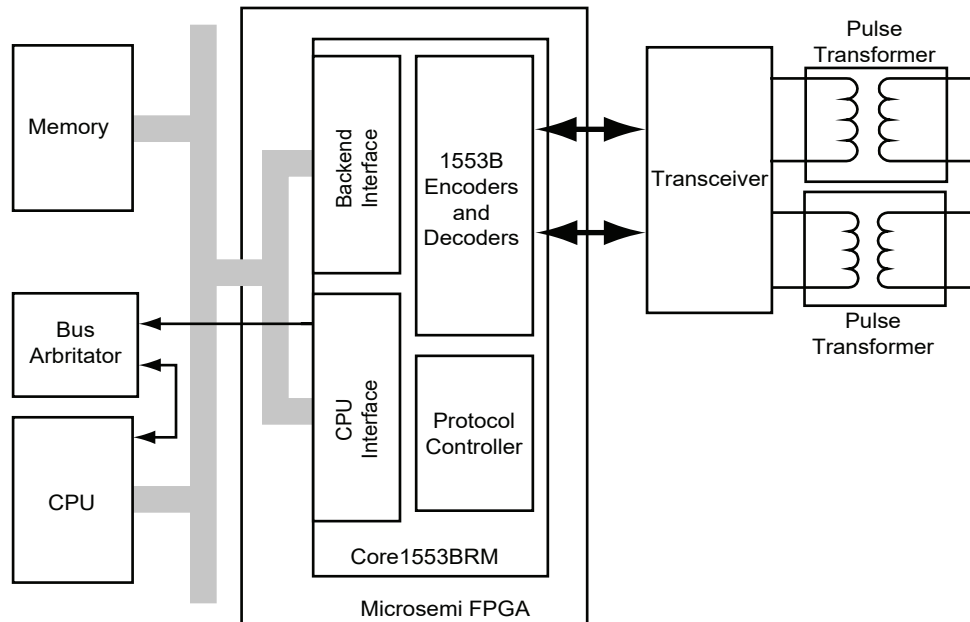 Memory
Bus
Arbritator
CPU
Backend
Interface
CPU
Interface
1553B
Encoders
and
Decoders
Protocol
Controller
Core1553BRM
Microsemi FPGA
Transceiver
Pulse
Transformer
Pulse
Transformer